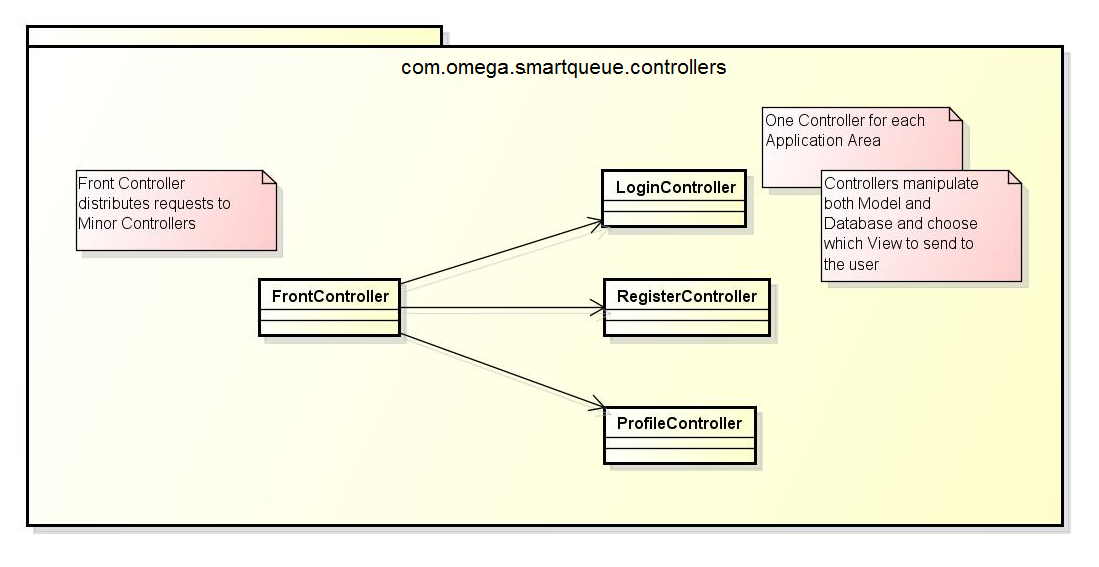 com.omega.smartqueue.controllers
One Controller for each
Application Area
Front Controller
distributes requests to
Minor Controllers
LoginController
Controllers manipulate
both Model and
Database and choose
which View to send to
the user
FrontController
RegisterController
ProfileController